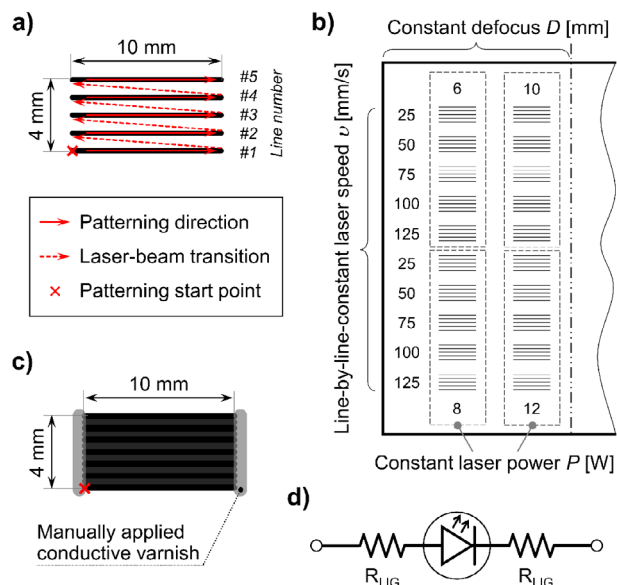 a)
10 mm
4 mm
#5
#4
#3
#2
#1
Line number
Patterning direction
Laser-beam transition
Patterning start point
b)
Constant defocus D [mm]
Line-by-line-constant laser speed υ [mm/s]
6 10
25
50
75
100
125
25
50
75
100
125
8 12
Constant laser power P [W]
c)
10 mm
4 mm
Manually applied
conductive varnish
d)
R_LIG R_LIG